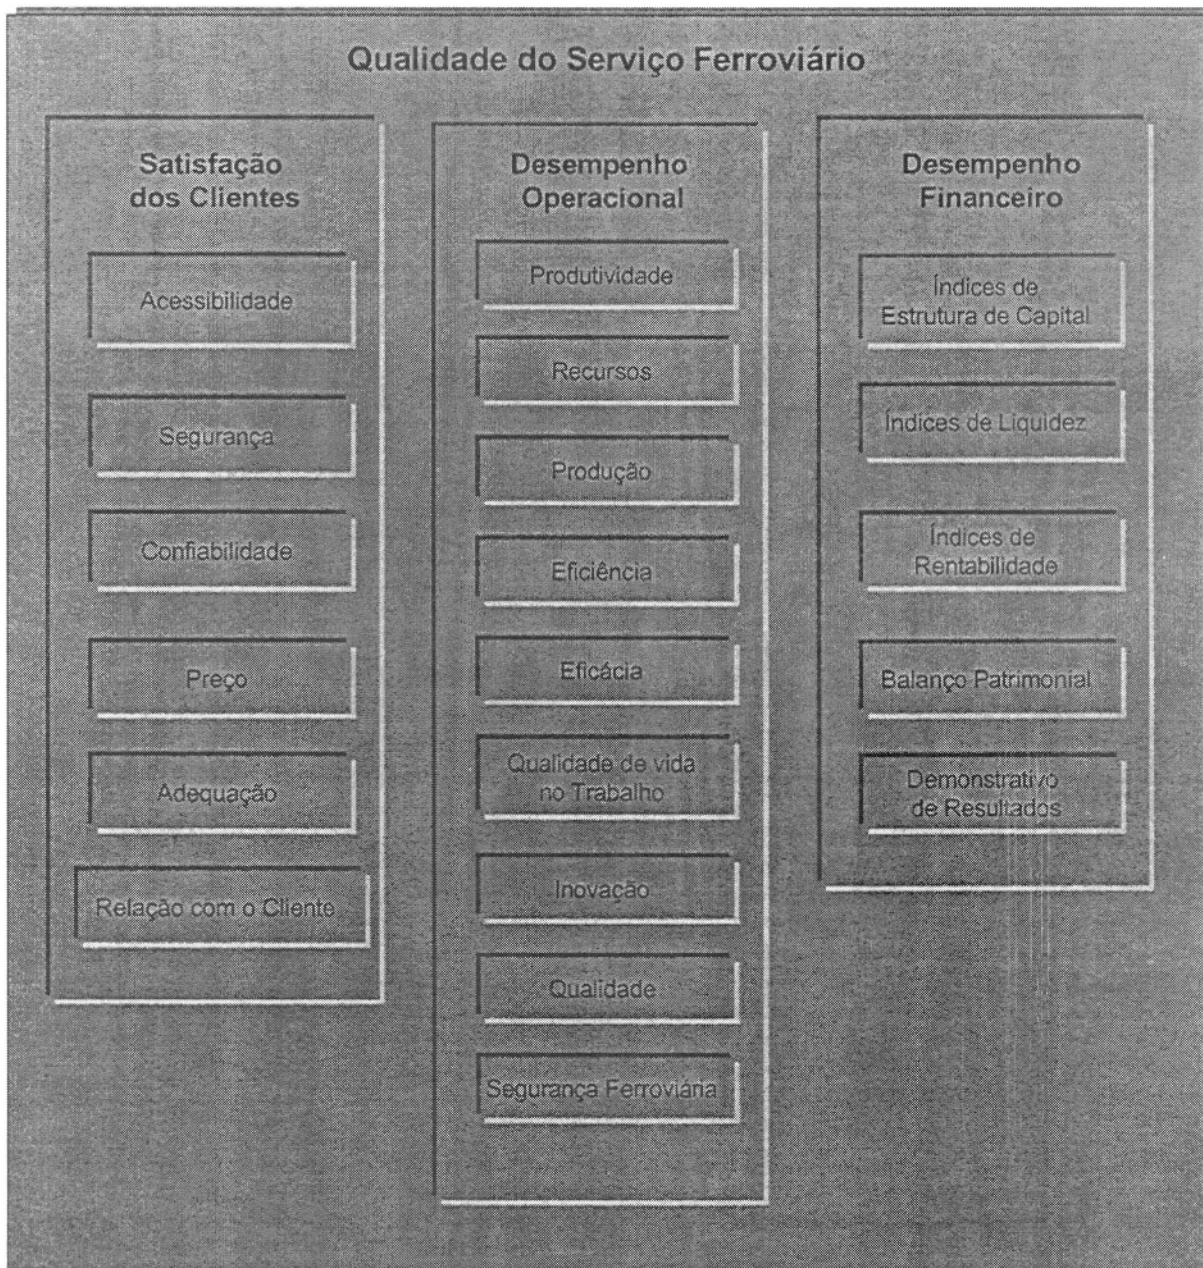 Qualidade do Serviço Ferroviário
Satisfação
dos Clientes
Acessibilidade
Segurança
Confiabilidade
Preço
Adequação
Relação com o Cliente
Desempenho
Operacional
Produtividade
Recursos
Produção
Eficiência
Eficácia
Qualidade de vida
no Trabalho
Inovação
Qualidade
Segurança Ferroviária
Desempenho
Financeiro
Índices de
Estrutura de Capital
Índices de Liquidez
Índices de
Rentabilidade
Balanço Patrimonial
Demonstrativo
de Resultados